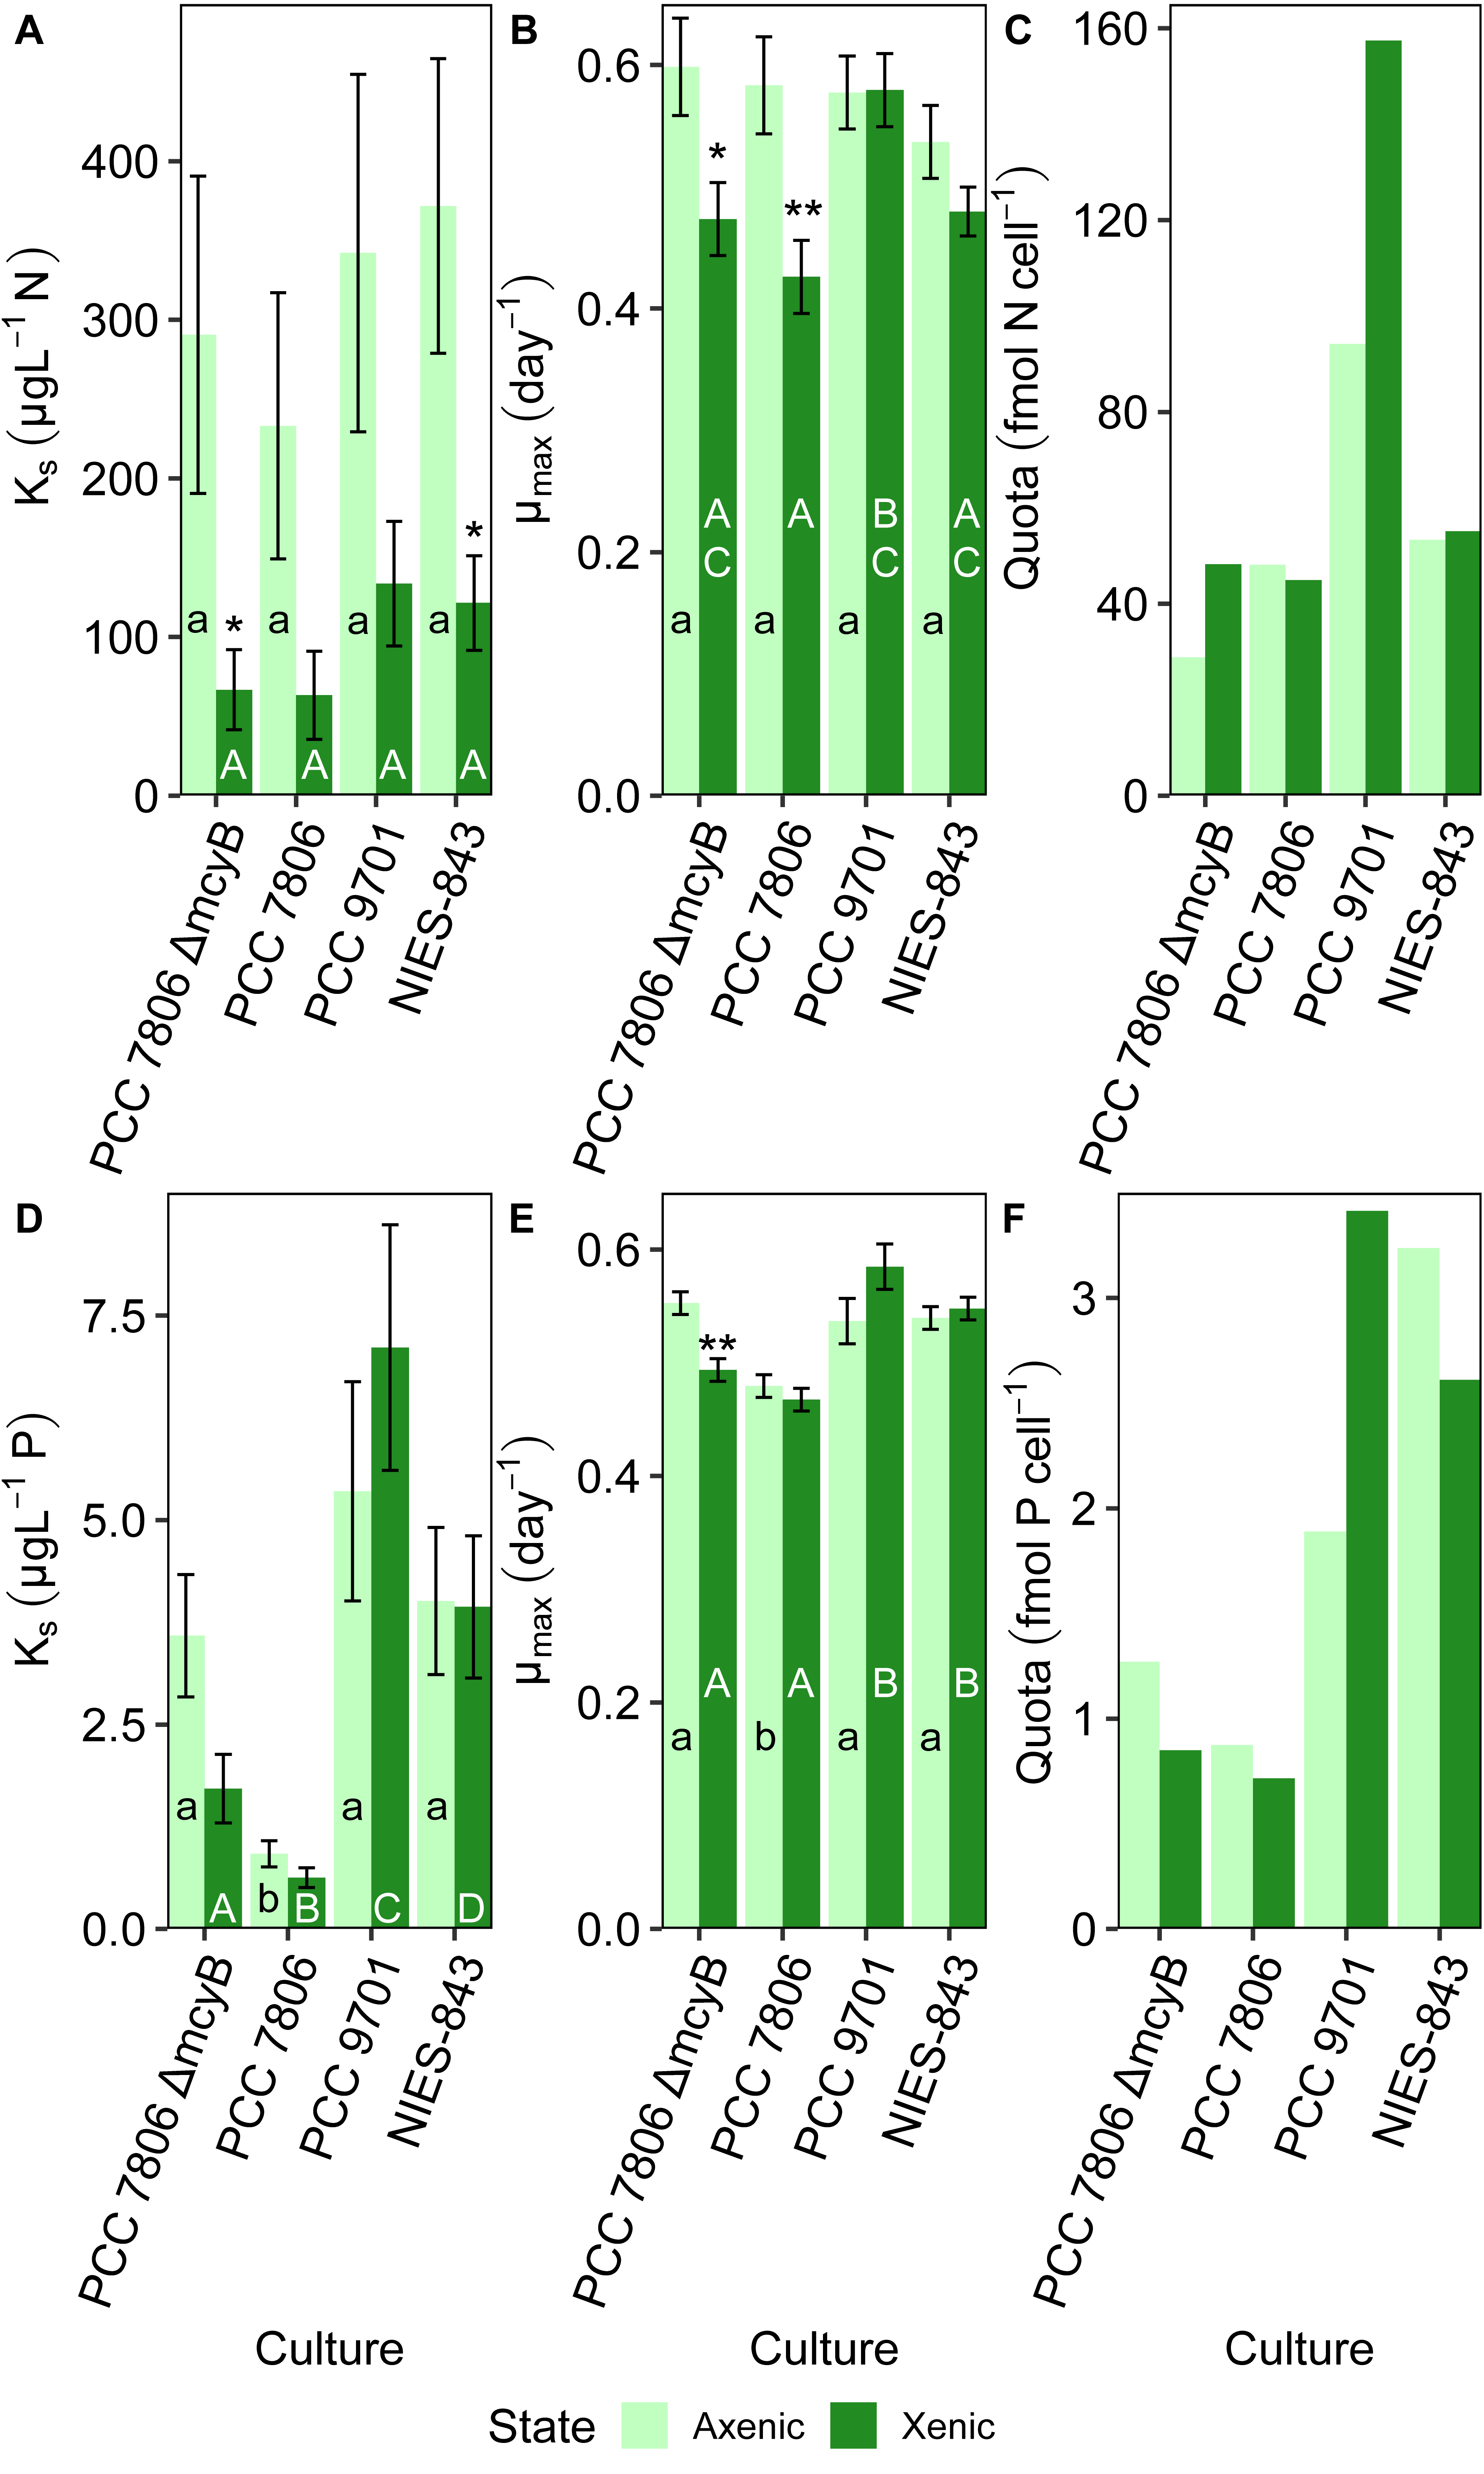 A
Kₛ (µgL⁻¹ N)
400
300
200
100
0
a
*
A
a
A
a
A
a
*
A
PCC 7806 ΔmcyB
PCC 7806
PCC 9701
NIES-843
B
µₘₐₓ (day⁻¹)
0.6
0.4
0.2
0.0
*
**
a
A
C
a
A
a
B
C
a
A
C
PCC 7806 ΔmcyB
PCC 7806
PCC 9701
NIES-843
C
Quota (fmol N cell⁻¹)
160
120
80
40
0
PCC 7806 ΔmcyB
PCC 7806
PCC 9701
NIES-843
D
Kₛ (µgL⁻¹ P)
7.5
5.0
2.5
0.0
a
A
b
B
a
C
a
D
PCC 7806 ΔmcyB
PCC 7806
PCC 9701
NIES-843
Culture
E
µₘₐₓ (day⁻¹)
0.6
0.4
0.2
0.0
**
a
A
b
A
a
B
a
B
PCC 7806 ΔmcyB
PCC 7806
PCC 9701
NIES-843
Culture
F
Quota (fmol P cell⁻¹)
3
2
1
0
PCC 7806 ΔmcyB
PCC 7806
PCC 9701
NIES-843
Culture
State Axenic Xenic